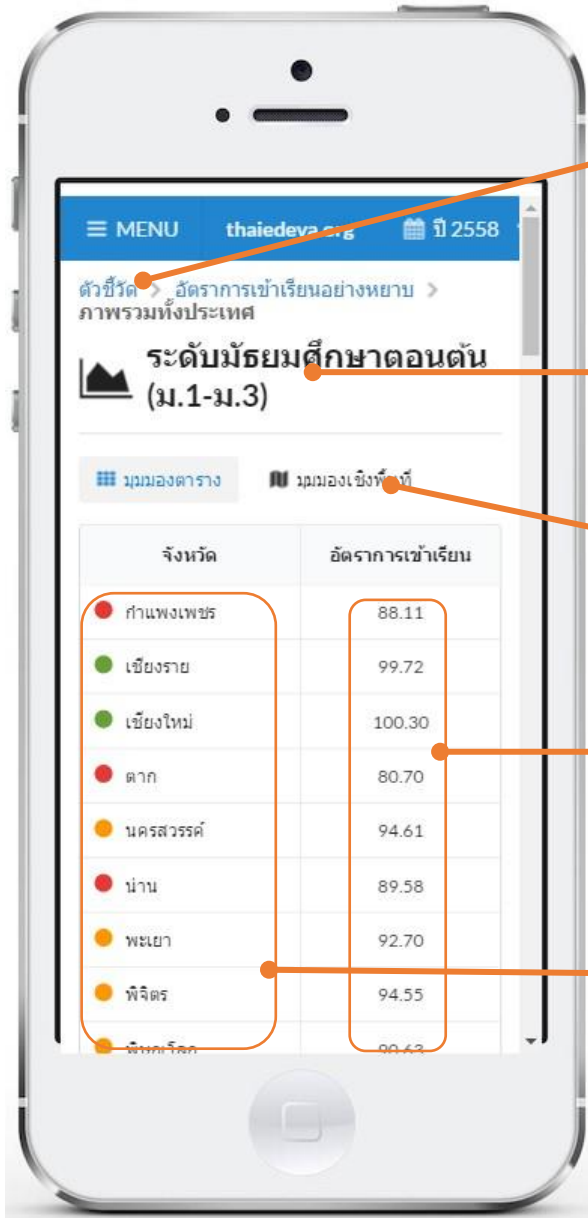 MENU thaiedeva.org ปี 2558
ตัวชี้วัด > อัตราการเข้าเรียนอย่างหยาบ >
ภาพรวมทั้งประเทศ
ระดับมัธยมศึกษาตอนต้น
(ม.1-ม.3)
มุมมองตาราง มุมมองเชิงพื้นที่
จังหวัด อัตราการเข้าเรียน
กำแพงเพชร 88.11
เชียงราย 99.72
เชียงใหม่ 100.30
ตาก 80.70
นครสวรรค์ 94.61
น่าน 89.58
พะเยา 92.70
พิจิตร 94.55
พิษณุโลก 90.63